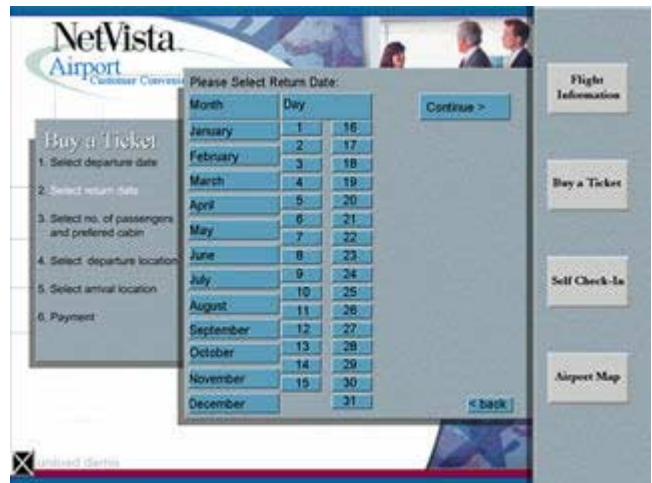 NetVista
Airport
Customer Conveni
Please Select Return Date:
Month Day
Continue >
January 1 16
February 2 17
3 18
March 4 19
April 5 20
6 21
May 7 22
June 8 23
July 9 24
10 25
August 11 26
September 12 27
October 13 28
14 29
November 15 30
December 31
< back
Buy a Ticket
1. Select departure date
2. Select return date
3. Select no. of passengers
and prefered cabin
4. Select departure location
5. Select arrival location
6. Payment
Flight
Information
Buy a Ticket
Self Check-In
Airport Map
unload demo